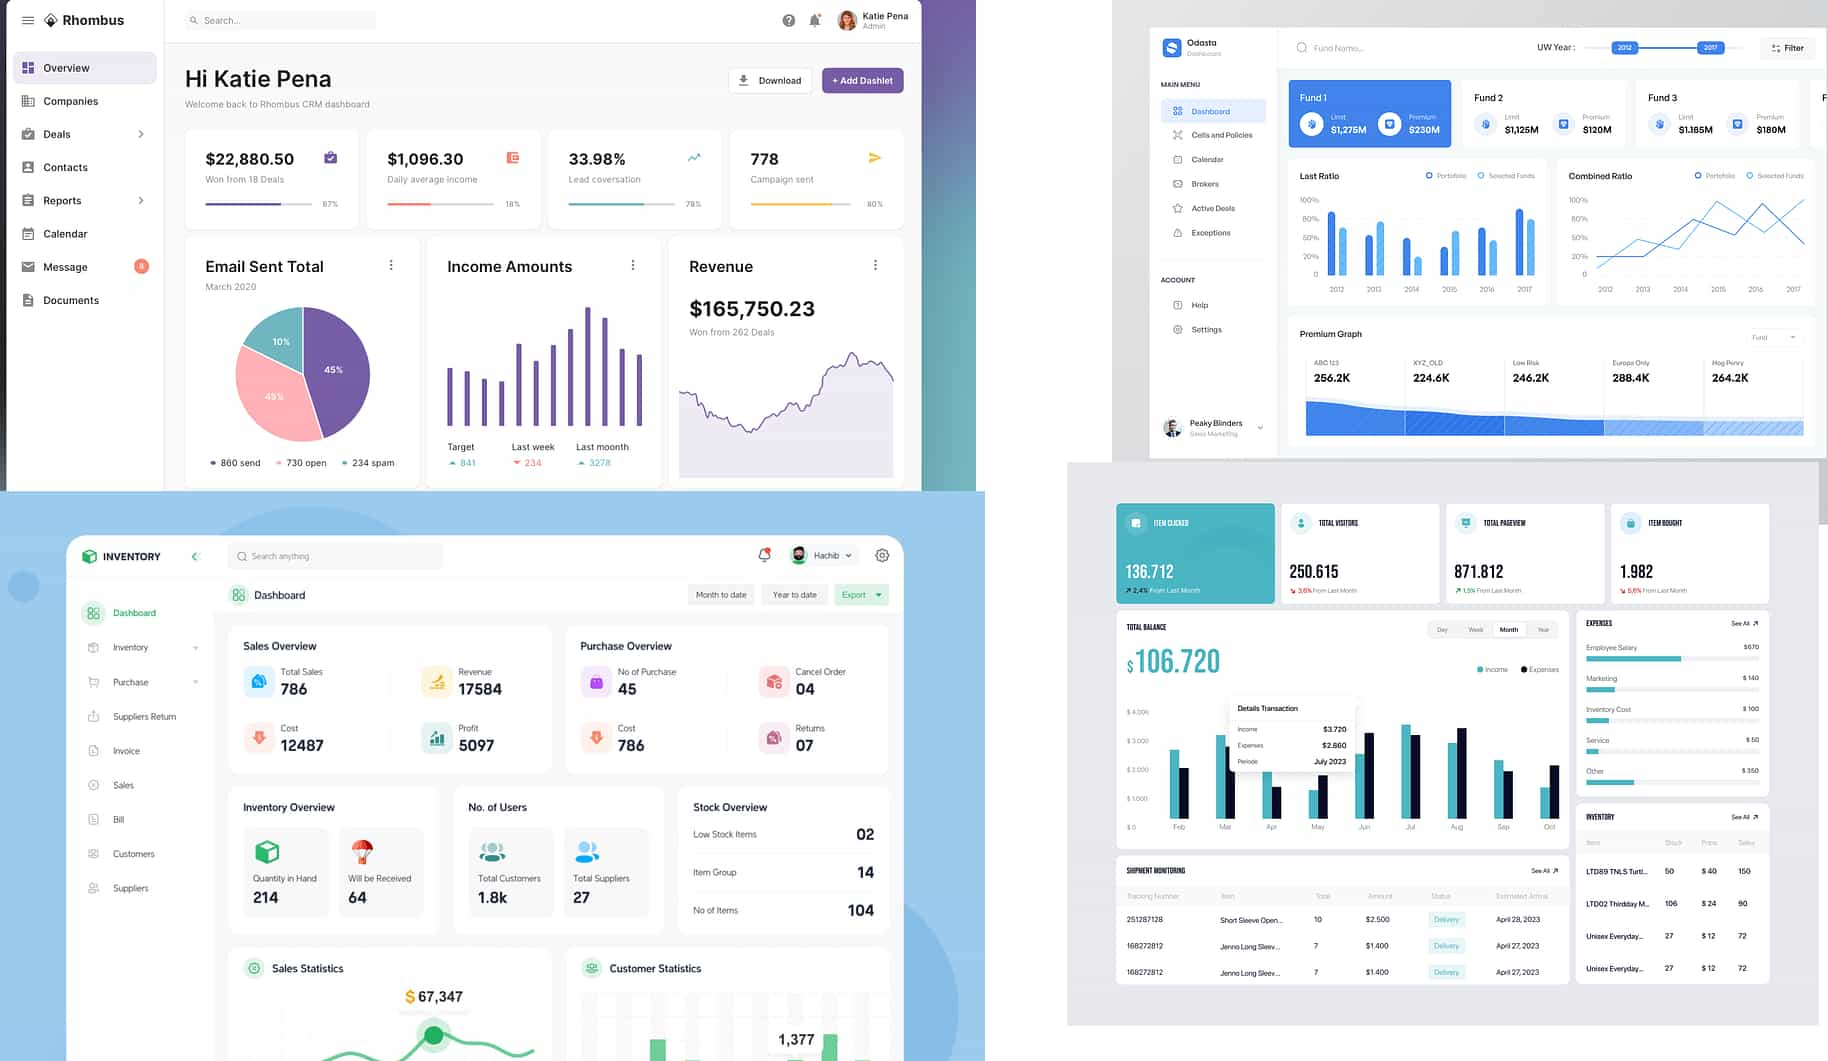 Rhombus
Search...
Katie Pena
Admin
Overview
Companies
Deals
Contacts
Reports
Calendar
Message
8
Documents
Hi Katie Pena
Welcome back to Rhombus CRM dashboard
Download
+ Add Dashlet
$22,880.50
Won from 18 Deals
67%
$1,096.30
Daily average income
18%
33.98%
Lead coversation
78%
778
Campaign sent
80%
Email Sent Total
March 2020
10%
45%
45%
860 send
730 open
234 spam
Income Amounts
Target
Last week
Last moonth
841
234
3278
Revenue
$165,750.23
Won from 262 Deals
Odasta
Dashboard
Fund Name...
UW Year :
2012
2017
Filter
MAIN MENU
Dashboard
Cells and Policies
Calendar
Brokers
Active Deals
Exceptions
ACCOUNT
Help
Settings
Peaky Blinders
Sales Marketing
Fund 1
Limit
$1,275M
Premium
$230M
Fund 2
Limit
$1,125M
Premium
$120M
Fund 3
Limit
$1.185M
Premium
$180M
F
Last Ratio
Portofolio
Selected Funds
100%
80%
50%
20%
0
2012
2013
2014
2015
2016
2017
Combined Ratio
Portofolio
Selected Funds
100%
80%
50%
20%
0
2012
2013
2014
2015
2016
2017
Premium Graph
Fund
ABC 123
256.2K
XYZ_OLD
224.6K
Low Risk
246.2K
Europa Only
288.4K
Hog Penry
264.2K
INVENTORY
Search anything
Hachib
Dashboard
Inventory
Purchase
Suppliers Return
Invoice
Sales
Bill
Customers
Suppliers
Dashboard
Month to date
Year to date
Export
Sales Overview
Total Sales
786
Revenue
17584
Cost
12487
Profit
5097
Purchase Overview
No of Purchase
45
Cancel Order
04
Cost
786
Returns
07
Inventory Overview
Quantity in Hand
214
Will be Received
64
No. of Users
Total Customers
1.8k
Total Suppliers
27
Stock Overview
Low Stock Items
02
Item Group
14
No of Items
104
Sales Statistics
$ 67,347
Customer Statistics
1,377
ITEM CLICKED
136.712
2,4% From Last Month
TOTAL VISITORS
250.615
3,6% From Last Month
TOTAL PAGEVIEW
871.812
1,5% From Last Month
ITEM BOUGHT
1.982
5,6% From Last Month
TOTAL BALANCE
$106.720
Day
Week
Month
Year
Income
Expenses
$ 4.000
$ 3.000
$ 2.000
$ 1.000
$ 0
Details Transaction
Income
$3.720
Expenses
$2.860
Periode
July 2023
Feb
Mar
Apr
May
Jun
Jul
Aug
Sep
Oct
EXPENSES
See All
Employee Salary
$670
Marketing
$ 140
Inventory Cost
$ 100
Service
$ 50
Other
$ 350
SHIPMENT MONITORING
See All
Tracking Number
Item
Total
Amount
Status
Estimated Arrival
251287128
Short Sleeve Open...
10
$2.500
Delivery
April 28, 2023
168272812
Jenno Long Sleev...
7
$1.400
Delivery
April 27, 2023
168272812
Jenno Long Sleev...
7
$1.400
Delivery
April 27, 2023
INVENTORY
See All
Item
Stock
Price
Sales
LTD89 TNLS Turtl...
50
$ 40
150
LTD02 Thirdday M...
106
$ 24
90
Unisex Everyday...
27
$ 12
72
Unisex Everyday...
27
$ 12
72